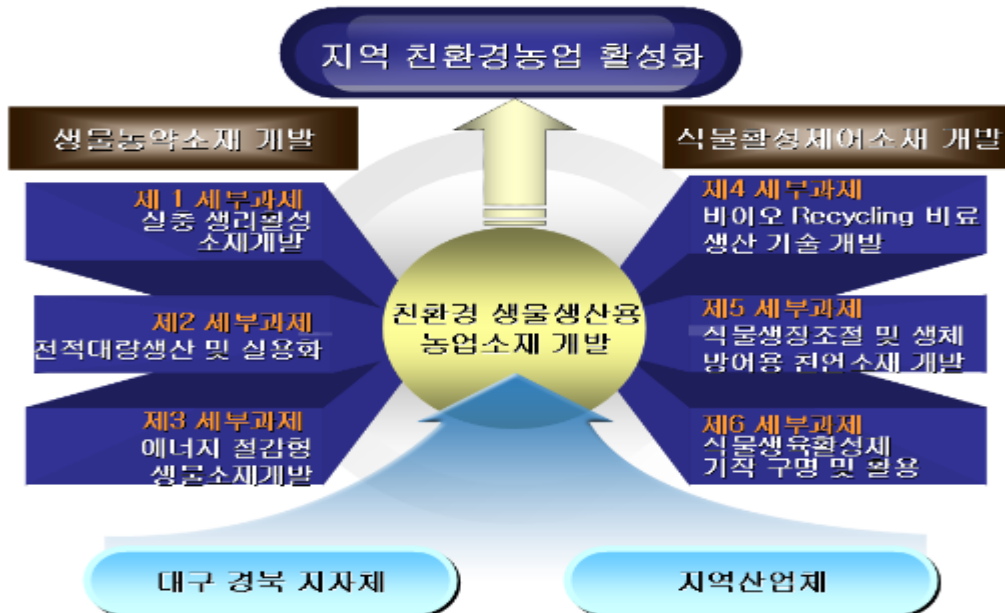 지역 친환경농업 활성화
생물농약소재 개발
제 1 세부과제
실중 생리활성
소재개발
제2 세부과제
전적대량생산 및 실용화
제3 세부과제
에너지 절감형
생물소재개발
친환경 생물생산용
농업소재 개발
식물활성제어소재 개발
제4 세부과제
바이오 Recycling 비료
생산 기술 개발
제5 세부과제
식물생장조절 및 생체
방어용 천연소재 개발
제6 세부과제
식물생육활성제
기작 구명 및 활용
대구 경북 지자체
지역산업체